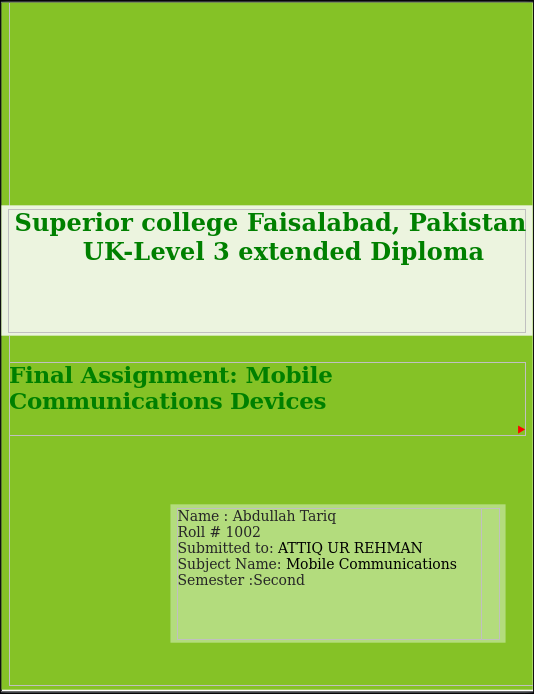 Superior college Faisalabad, Pakistan
UK-Level 3 extended Diploma
Final Assignment: Mobile
Communications Devices
Name : Abdullah Tariq
Roll # 1002
Submitted to: ATTIQ UR REHMAN
Subject Name: Mobile Communications
Semester :Second